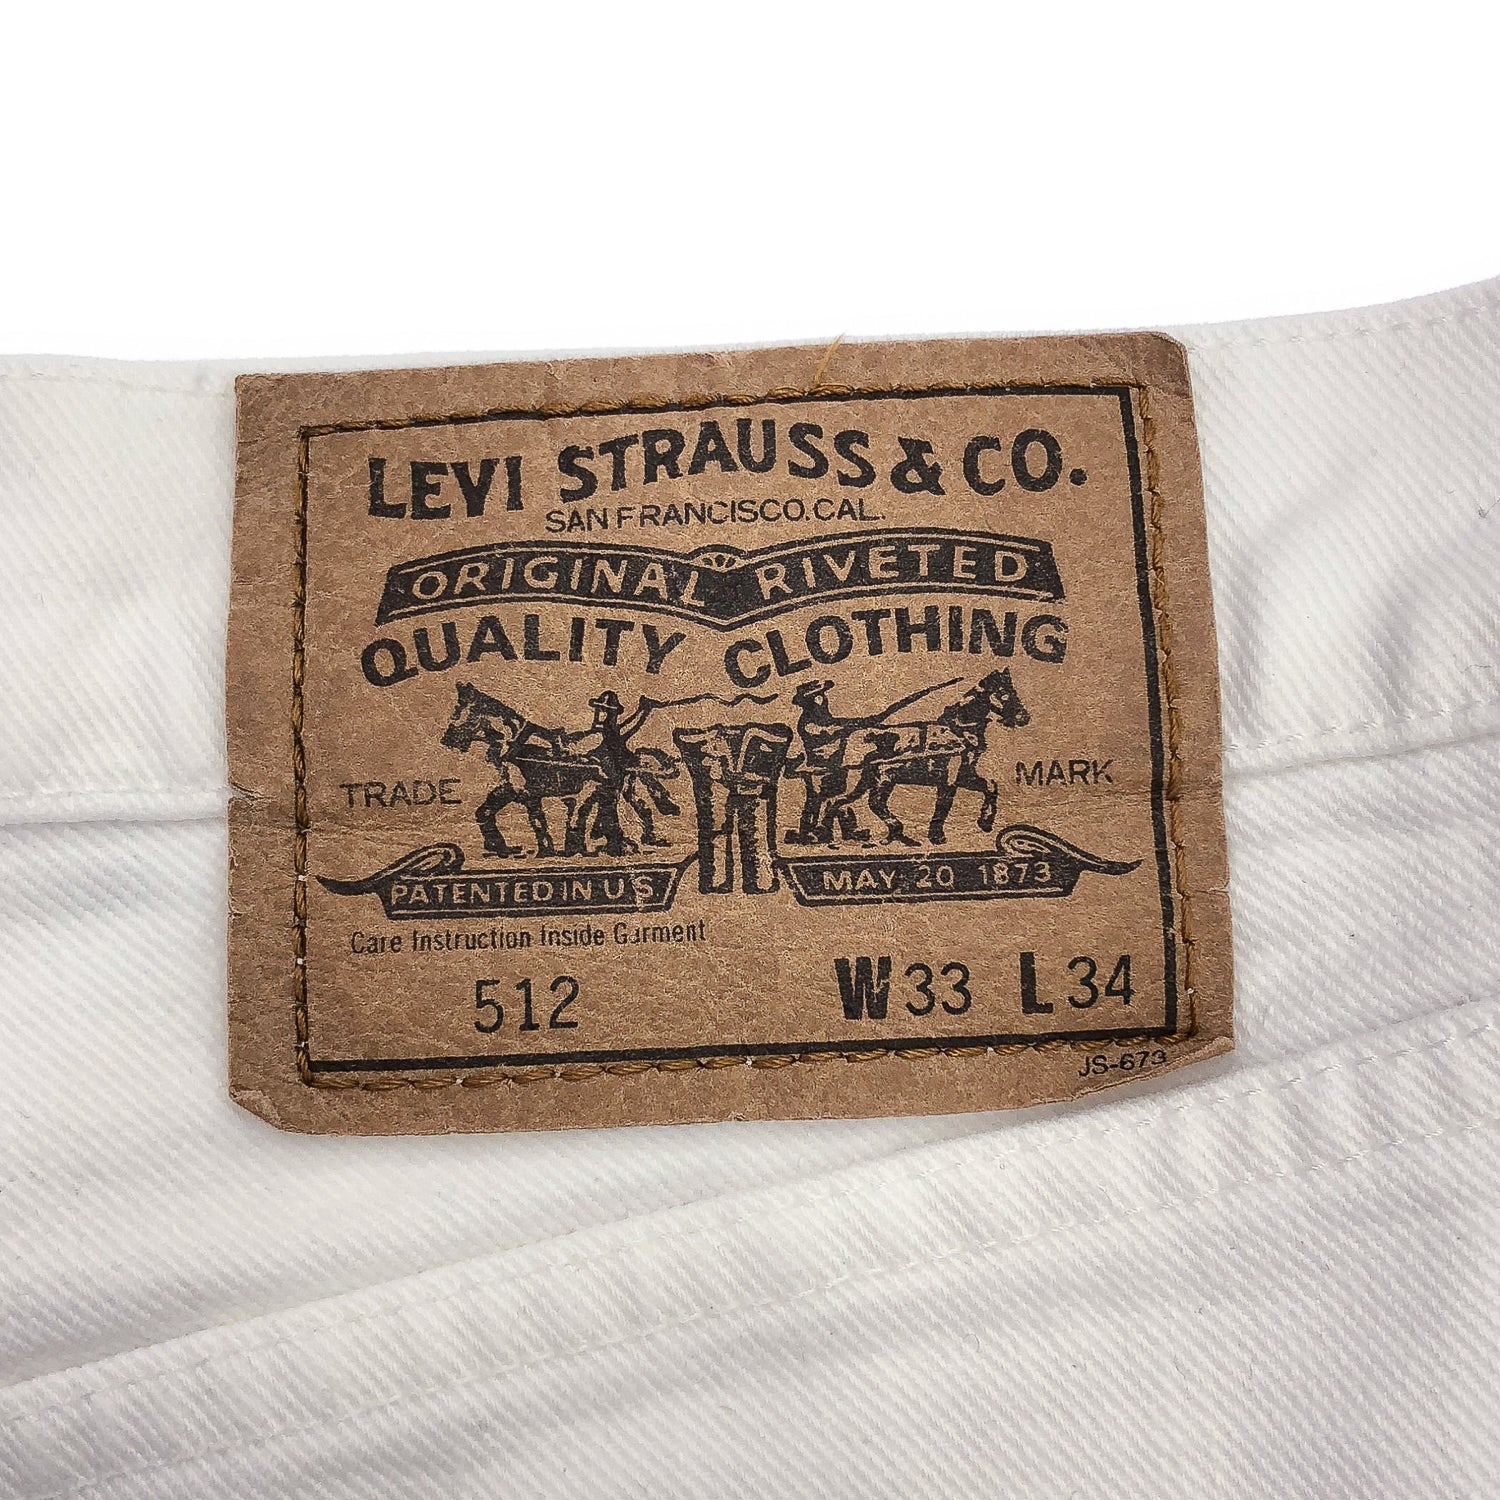 LEVI STRAUSS & CO.
SAN FRANCISCO, CAL.
ORIGINAL RIVETED
QUALITY CLOTHING
TRADE MARK
PATENTED IN U.S. MAY 20 1873
Care Instruction Inside Garment
512 W33 L34
JS-673